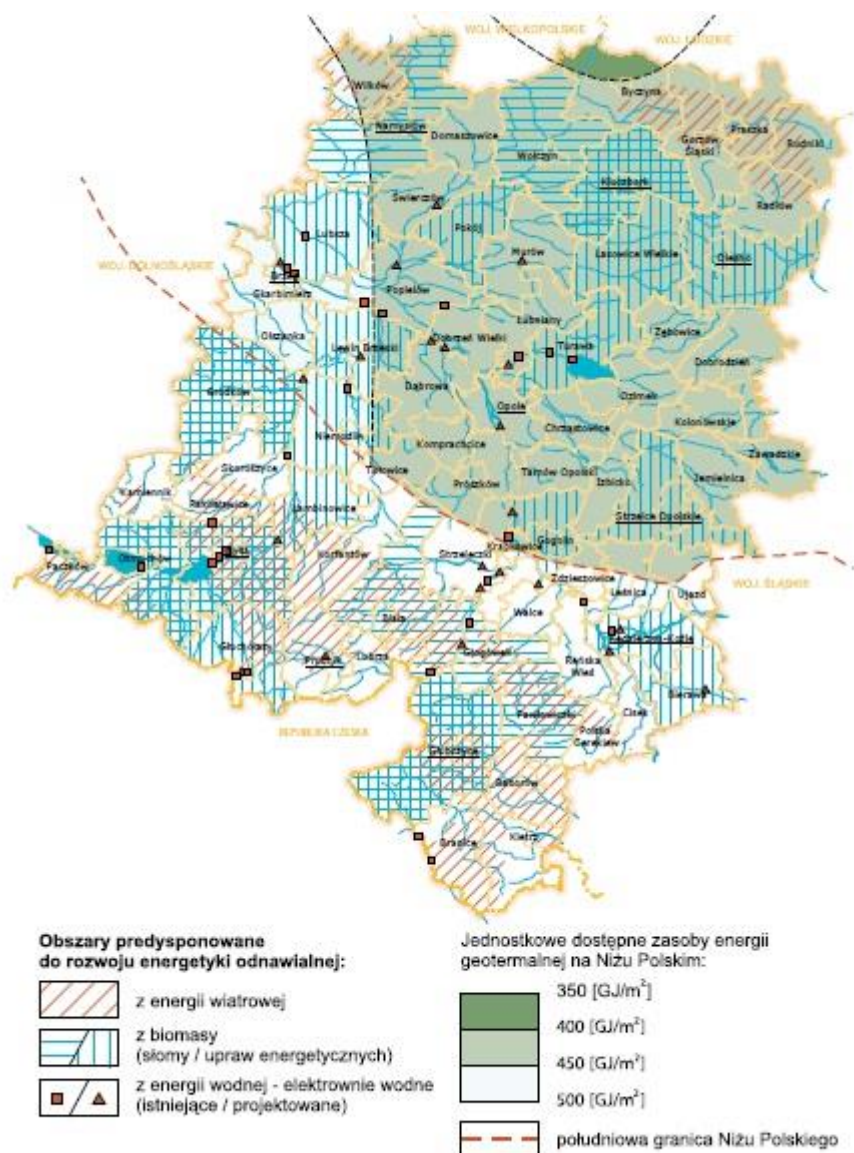 WOJ. WIELKOPOLSKIE
WOJ. ŁÓDZKIE
Wilków
Byczyna
Namysłów
Domaszowice
Gorzów
Śląski
Praszka
Rudniki
Wołczyn
Kluczbork
Radłów
Świerczów
Pokój
Lubsza
Murów
Lasowice Wielkie
Olesno
WOJ. DOLNOŚLĄSKIE
Skarbimierz
Popielów
Olszanka
Łubniany
Lewin Brzeski
Dobrzeń Wielki
Turawa
Zębowice
Dobrodzień
Grodków
Dąbrowa
Opole
Ozimek
Niemodlin
Chrząstowice
Kolonowskie
Komprachcice
Zawadzkie
Skoroszyce
Tułowice
Tarnów Opolski
Jemielnica
Kamiennik
Prószków
Izbicko
Pakosławice
Łambinowice
Strzelce Opolskie
Gogolin
Korfantów
Strzeleczki
Krapkowice
Otmuchów
Nysa
Paczków
Zdzieszowice
Leśnica
Ujazd
WOJ. ŚLĄSKIE
Biała
Walce
Głuchołazy
Kędzierzyn-Koźle
Prudnik
Lubrza
Głogówek
Reńska
Wieś
Bierawa
Pawłowiczki
Cisek
REPUBLIKA CZESKA
Polska
Cerekiew
Głubczyce
Baborów
Branice
Kietrz
Obszary predysponowane
do rozwoju energetyki odnawialnej:
z energii wiatrowej
z biomasy
(słomy / upraw energetycznych)
z energii wodnej - elektrownie wodne
(istniejące / projektowane)
Jednostkowe dostępne zasoby energii
geotermalnej na Niżu Polskim:
350 [GJ/m²]
400 [GJ/m²]
450 [GJ/m²]
500 [GJ/m²]
południowa granica Niżu Polskiego